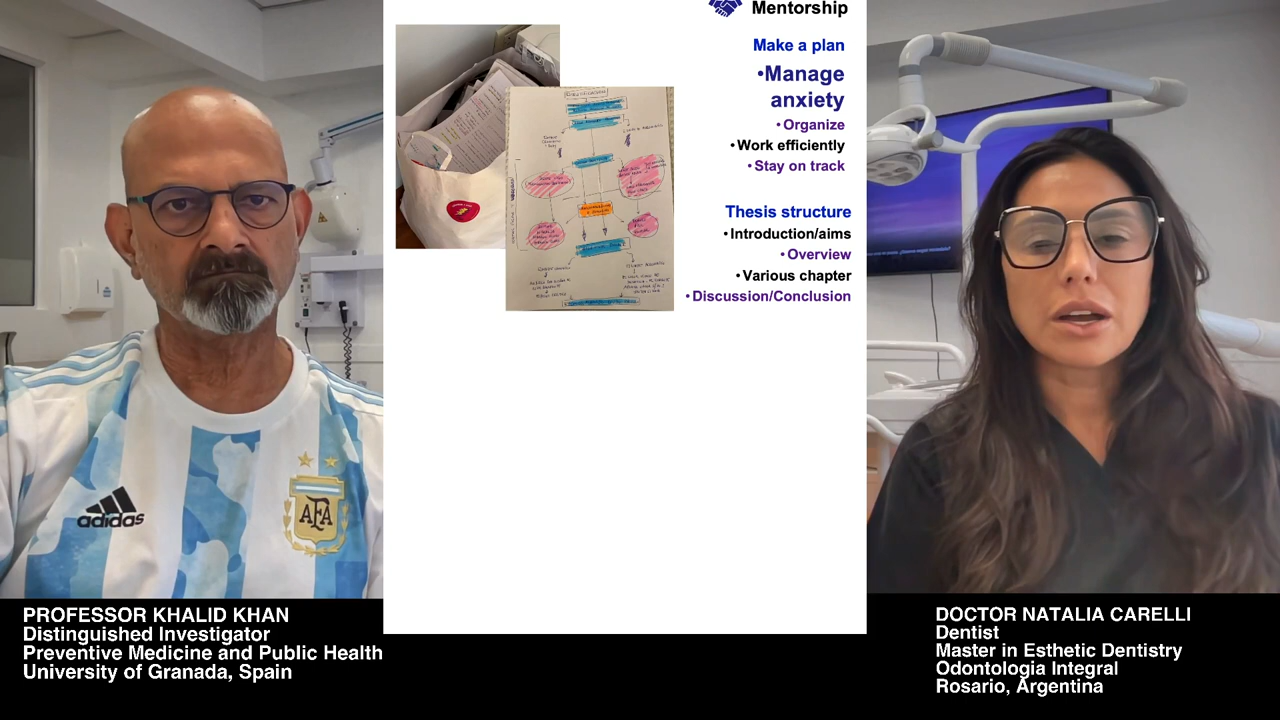 Mentorship
Make a plan
•Manage
anxiety
•Organize
•Work efficiently
•Stay on track
Thesis structure
•Introduction/aims
•Overview
•Various chapter
•Discussion/Conclusion
adidas
AFA
PROFESSOR KHALID KHAN
Distinguished Investigator
Preventive Medicine and Public Health
University of Granada, Spain
DOCTOR NATALIA CARELLI
Dentist
Master in Esthetic Dentistry
Odontologia Integral
Rosario, Argentina